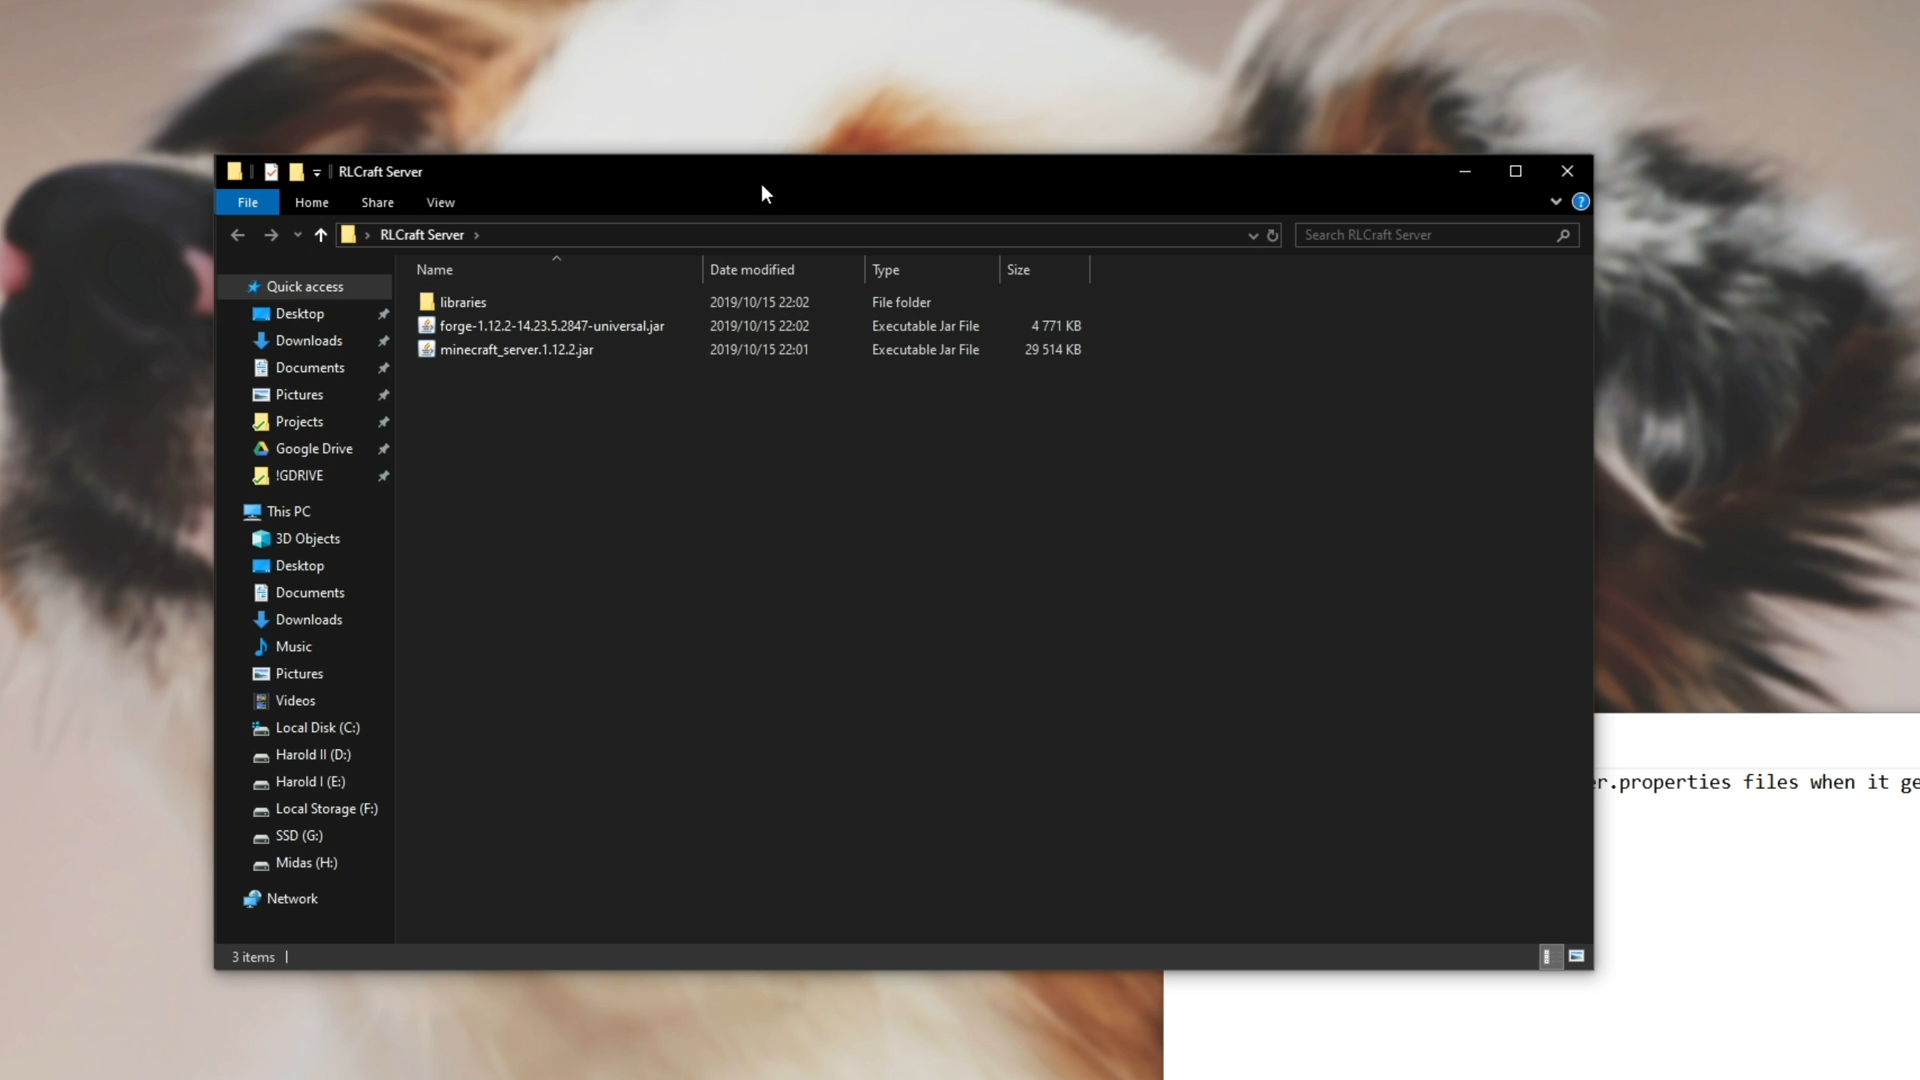 RLCraft Server
File Home Share View
RLCraft Server
Search RLCraft Server
Name Date modified Type Size
libraries 2019/10/15 22:02 File folder
forge-1.12.2-14.23.5.2847-universal.jar 2019/10/15 22:02 Executable Jar File 4 771 KB
minecraft_server.1.12.2.jar 2019/10/15 22:01 Executable Jar File 29 514 KB
Quick access
Desktop
Downloads
Documents
Pictures
Projects
Google Drive
!GDRIVE
This PC
3D Objects
Desktop
Documents
Downloads
Music
Pictures
Videos
Local Disk (C:)
Harold II (D:)
Harold I (E:)
Local Storage (F:)
SSD (G:)
Midas (H:)
Network
3 items
r.properties files when it ge